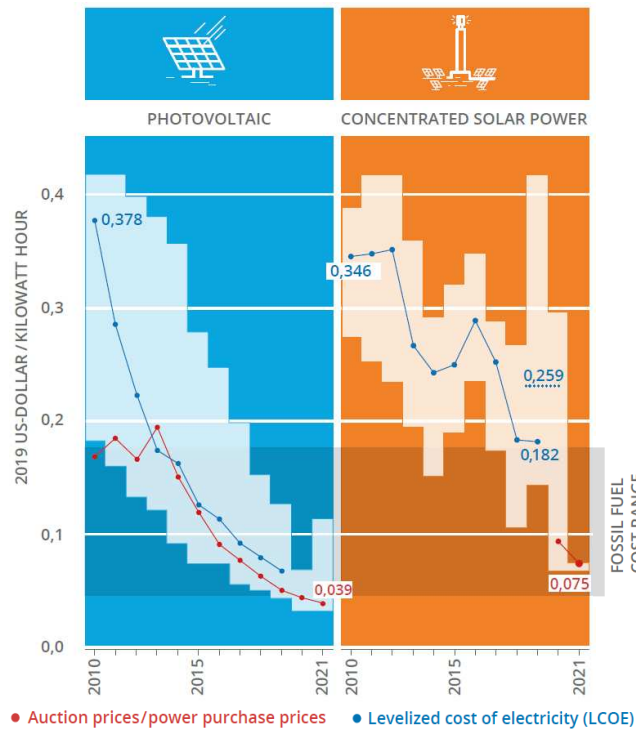 PHOTOVOLTAIC
CONCENTRATED SOLAR POWER
2019 US-DOLLAR / KILOWATT HOUR
0,4
0,3
0,2
0,1
0,0
0,378
0,039
0,346
0,259
0,182
0,075
FOSSIL FUEL
COST RANGE
2010
2015
2021
2010
2015
2021
Auction prices/power purchase prices
Levelized cost of electricity (LCOE)